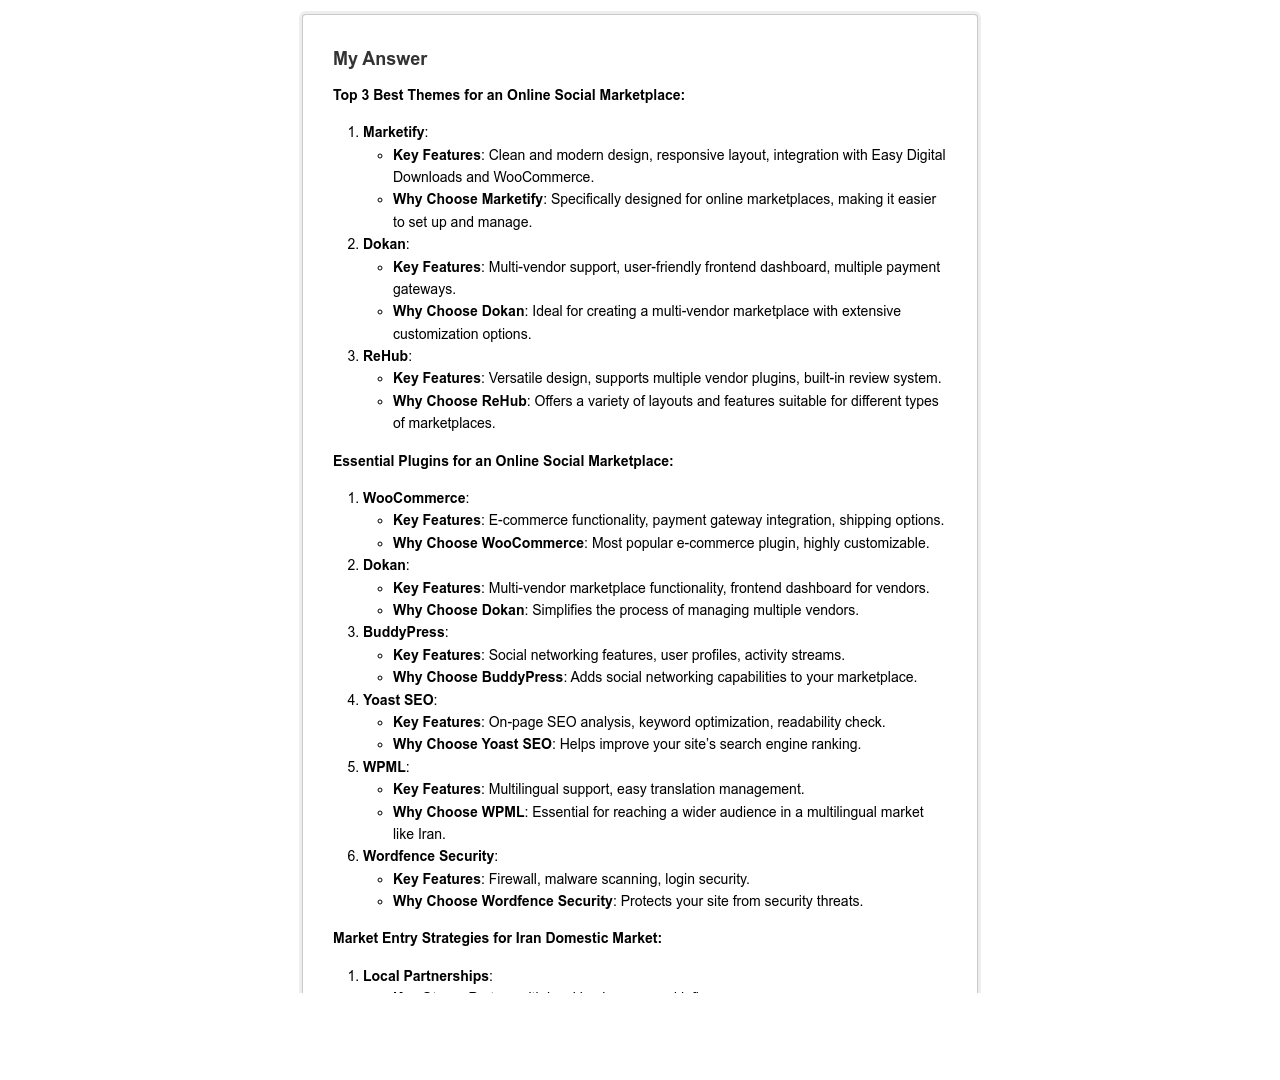 My Answer
Top 3 Best Themes for an Online Social Marketplace:
1. Marketify:
◦ Key Features: Clean and modern design, responsive layout, integration with Easy Digital
Downloads and WooCommerce.
◦ Why Choose Marketify: Specifically designed for online marketplaces, making it easier
to set up and manage.
2. Dokan:
◦ Key Features: Multi-vendor support, user-friendly frontend dashboard, multiple payment
gateways.
◦ Why Choose Dokan: Ideal for creating a multi-vendor marketplace with extensive
customization options.
3. ReHub:
◦ Key Features: Versatile design, supports multiple vendor plugins, built-in review system.
◦ Why Choose ReHub: Offers a variety of layouts and features suitable for different types
of marketplaces.
Essential Plugins for an Online Social Marketplace:
1. WooCommerce:
◦ Key Features: E-commerce functionality, payment gateway integration, shipping options.
◦ Why Choose WooCommerce: Most popular e-commerce plugin, highly customizable.
2. Dokan:
◦ Key Features: Multi-vendor marketplace functionality, frontend dashboard for vendors.
◦ Why Choose Dokan: Simplifies the process of managing multiple vendors.
3. BuddyPress:
◦ Key Features: Social networking features, user profiles, activity streams.
◦ Why Choose BuddyPress: Adds social networking capabilities to your marketplace.
4. Yoast SEO:
◦ Key Features: On-page SEO analysis, keyword optimization, readability check.
◦ Why Choose Yoast SEO: Helps improve your site’s search engine ranking.
5. WPML:
◦ Key Features: Multilingual support, easy translation management.
◦ Why Choose WPML: Essential for reaching a wider audience in a multilingual market
like Iran.
6. Wordfence Security:
◦ Key Features: Firewall, malware scanning, login security.
◦ Why Choose Wordfence Security: Protects your site from security threats.
Market Entry Strategies for Iran Domestic Market:
1. Local Partnerships: